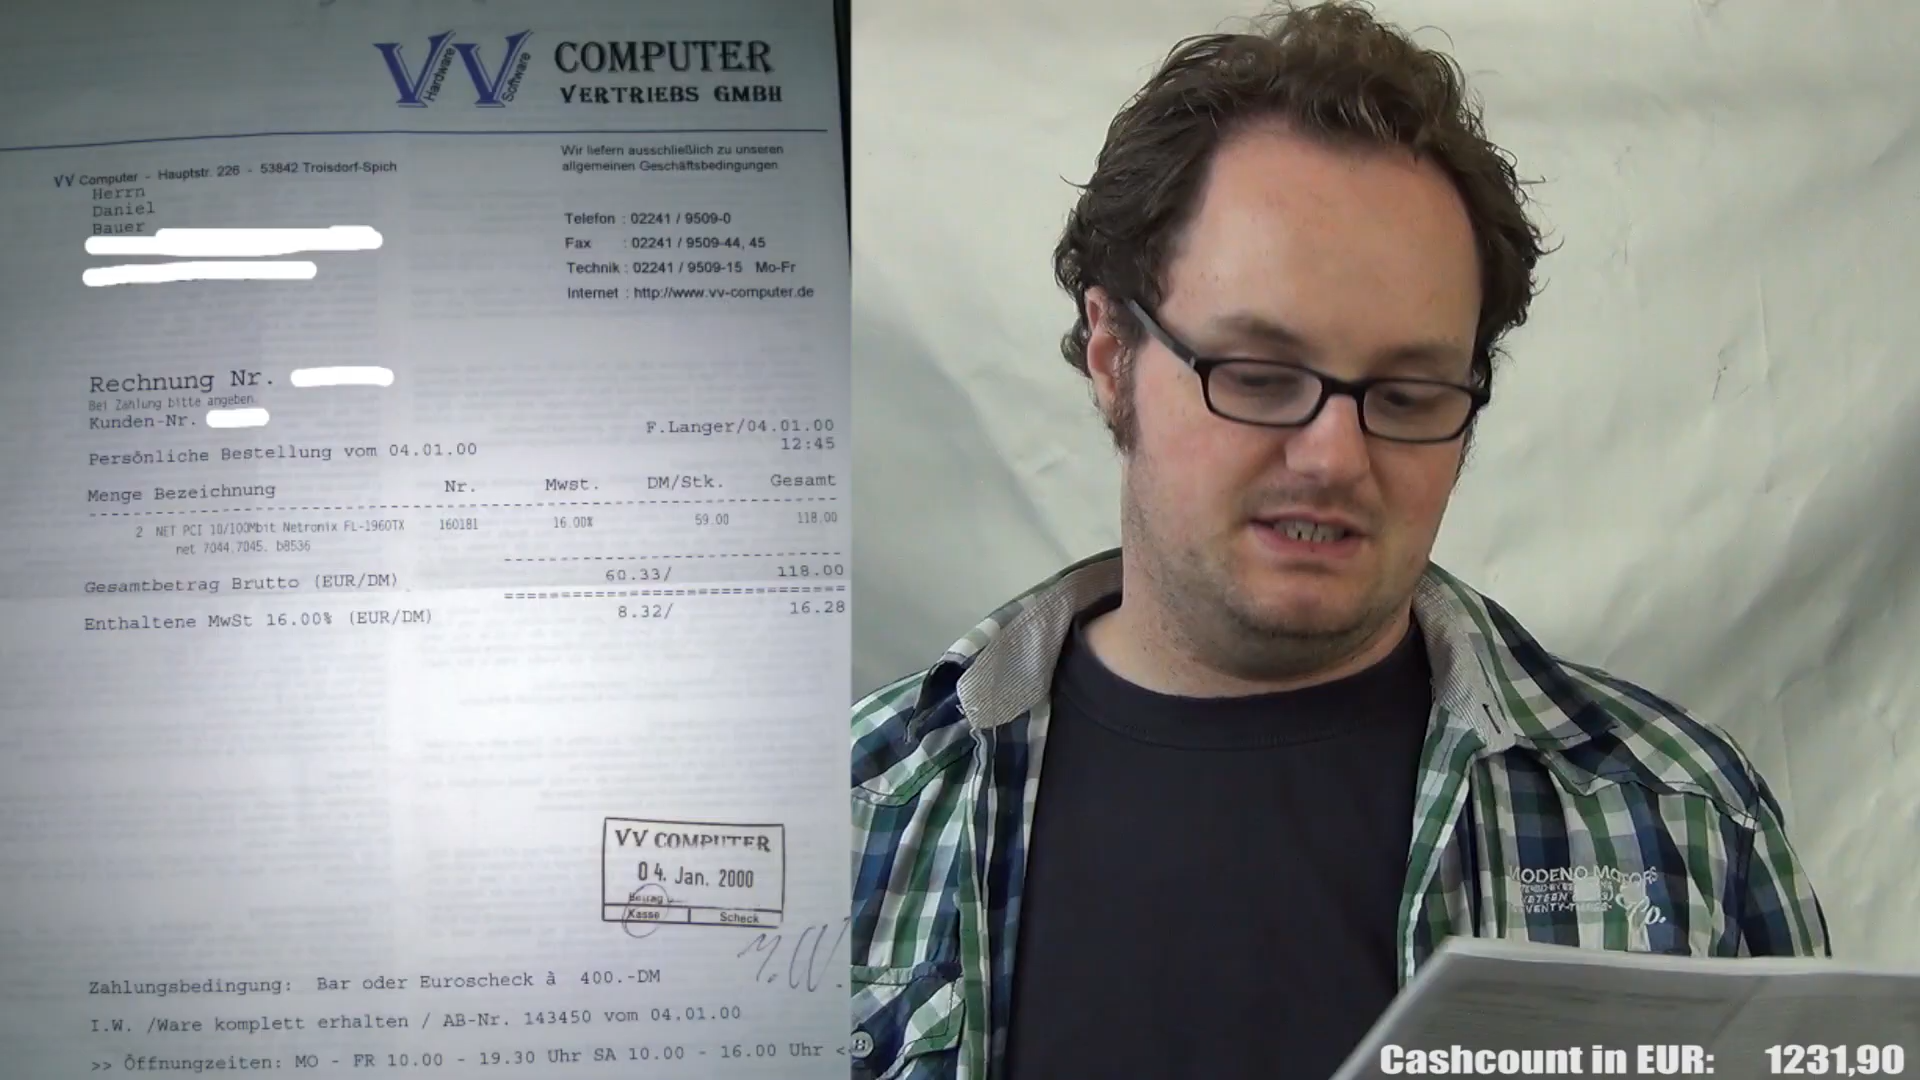 VV COMPUTER
Hardware Software VERTRIEBS GMBH
Wir liefern ausschließlich zu unseren
allgemeinen Geschäftsbedingungen
VV Computer - Hauptstr. 226 - 53842 Troisdorf-Spich
Herrn
Daniel
Bauer
Telefon : 02241 / 9509-0
Fax : 02241 / 9509-44, 45
Technik : 02241 / 9509-15 Mo-Fr
Internet : http://www.vv-computer.de
Rechnung Nr.
Bei Zahlung bitte angeben.
Kunden-Nr.
F.Langer/04.01.00
12:45
Persönliche Bestellung vom 04.01.00
Menge Bezeichnung Nr. Mwst. DM/Stk. Gesamt
2 NET PCI 10/100Mbit Netronix FL-1960TX 160181 16.00% 59.00 118.00
net 7044.7045. b8536
Gesamtbetrag Brutto (EUR/DM) 60.33/ 118.00
Enthaltene MwSt 16.00% (EUR/DM) 8.32/ 16.28
VV COMPUTER
04. Jan. 2000
Betrag
Kasse Scheck
Zahlungsbedingung: Bar oder Euroscheck à 400.-DM
I.W. /Ware komplett erhalten / AB-Nr. 143450 vom 04.01.00
>> Öffnungzeiten: MO - FR 10.00 - 19.30 Uhr SA 10.00 - 16.00 Uhr <
MODENO MOTORS
Co.
Cashcount in EUR: 1231,90